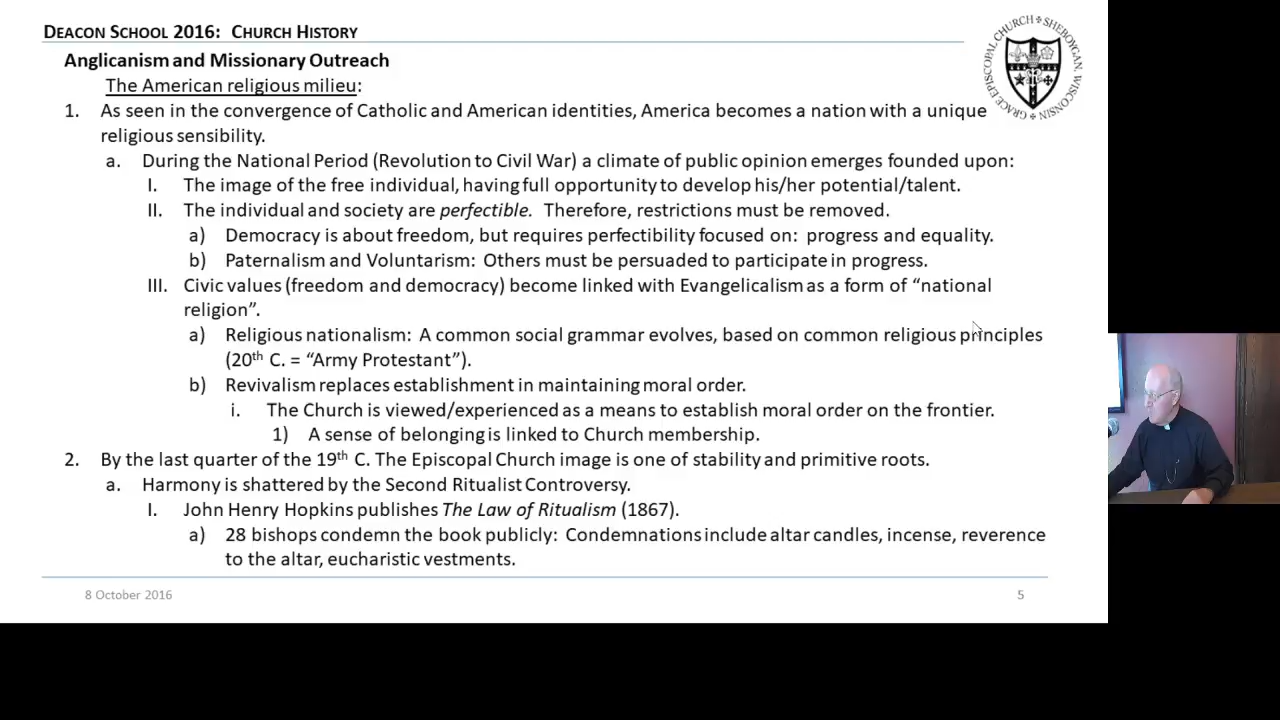 DEACON SCHOOL 2016: CHURCH HISTORY
GRACE EPISCOPAL CHURCH ✦ SHEBOYGAN, WISCONSIN ✦
Anglicanism and Missionary Outreach
The American religious milieu:
1. As seen in the convergence of Catholic and American identities, America becomes a nation with a unique
religious sensibility.
a. During the National Period (Revolution to Civil War) a climate of public opinion emerges founded upon:
I. The image of the free individual, having full opportunity to develop his/her potential/talent.
II. The individual and society are perfectible. Therefore, restrictions must be removed.
a) Democracy is about freedom, but requires perfectibility focused on: progress and equality.
b) Paternalism and Voluntarism: Others must be persuaded to participate in progress.
III. Civic values (freedom and democracy) become linked with Evangelicalism as a form of “national
religion”.
a) Religious nationalism: A common social grammar evolves, based on common religious principles
(20th C. = “Army Protestant”).
b) Revivalism replaces establishment in maintaining moral order.
i. The Church is viewed/experienced as a means to establish moral order on the frontier.
1) A sense of belonging is linked to Church membership.
2. By the last quarter of the 19th C. The Episcopal Church image is one of stability and primitive roots.
a. Harmony is shattered by the Second Ritualist Controversy.
I. John Henry Hopkins publishes The Law of Ritualism (1867).
a) 28 bishops condemn the book publicly: Condemnations include altar candles, incense, reverence
to the altar, eucharistic vestments.
8 October 2016
5